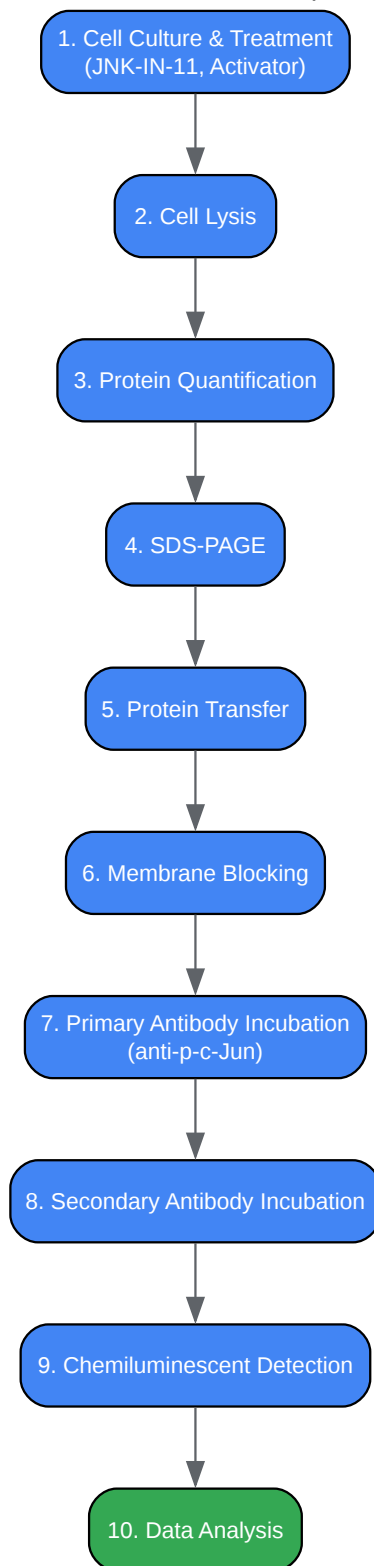 1. Cell Culture & Treatment
(JNK-IN-11, Activator)
2. Cell Lysis
3. Protein Quantification
4. SDS-PAGE
5. Protein Transfer
6. Membrane Blocking
7. Primary Antibody Incubation
(anti-p-c-Jun)
8. Secondary Antibody Incubation
9. Chemiluminescent Detection
10. Data Analysis